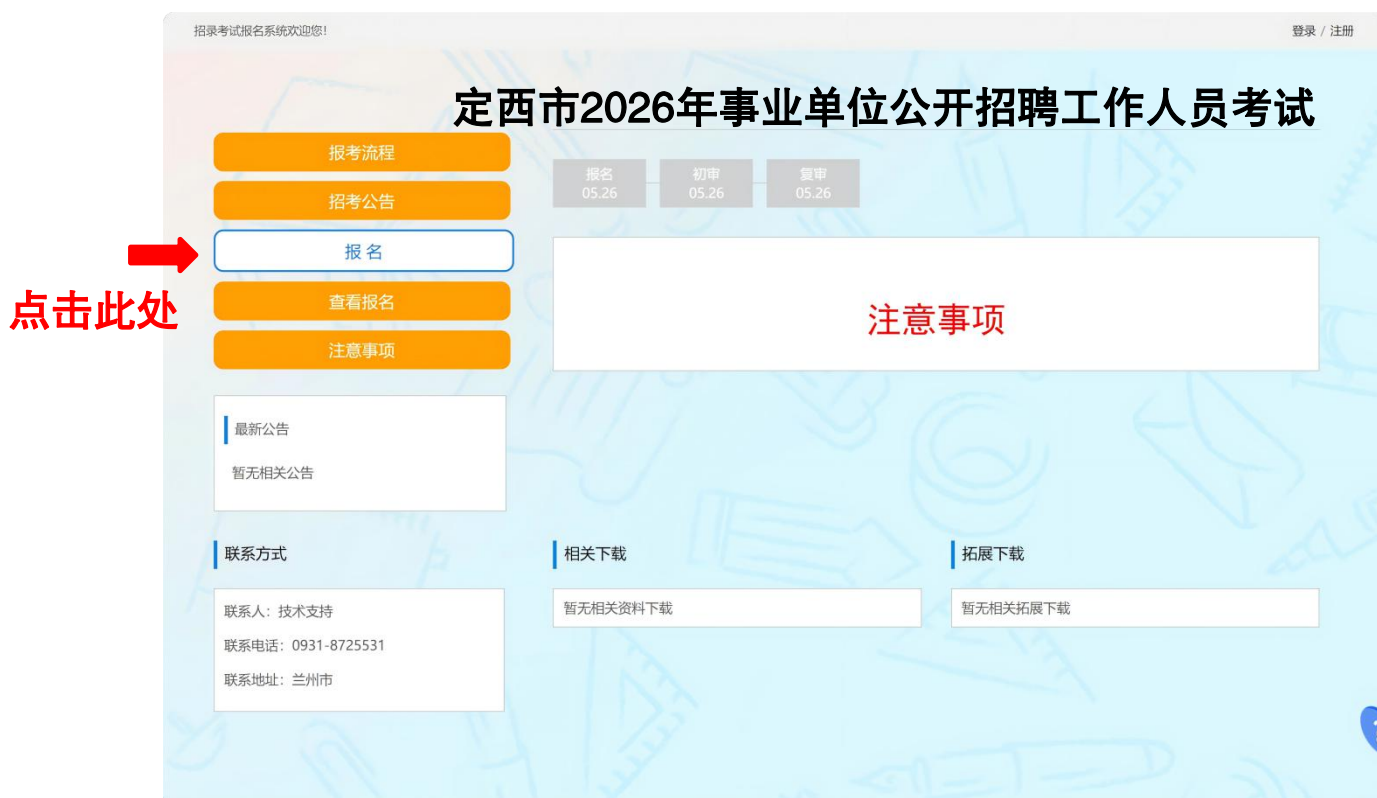 招录考试报名系统欢迎您!
登录 / 注册
定西市2026年事业单位公开招聘工作人员考试
报考流程
招考公告
报 名
查看报名
注意事项
点击此处
报名
05.26
初审
05.26
复审
05.26
注意事项
最新公告
暂无相关公告
联系方式
联系人：技术支持
联系电话：0931-8725531
联系地址：兰州市
相关下载
暂无相关资料下载
拓展下载
暂无相关拓展下载